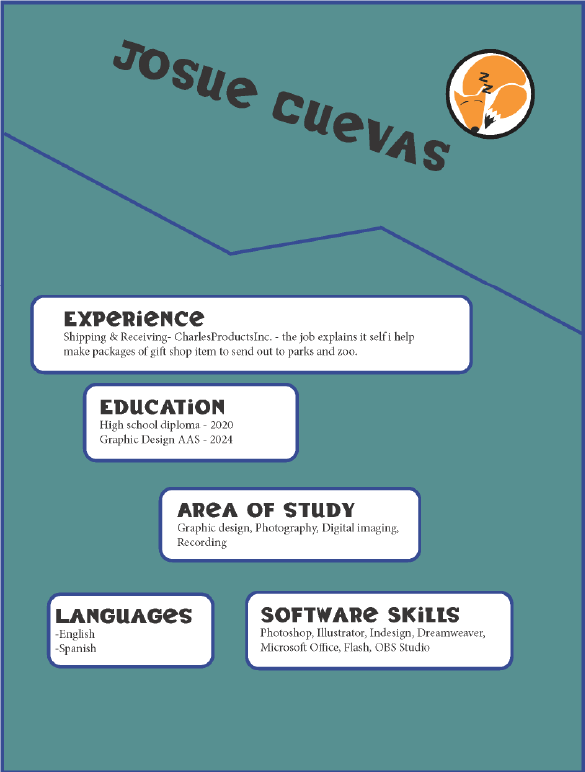 Josue Cuevas
z
z
Experience
Shipping & Receiving- CharlesProductsInc. - the job explains it self i help
make packages of gift shop item to send out to parks and zoo.
Education
High school diploma - 2020
Graphic Design AAS - 2024
Area of Study
Graphic design, Photography, Digital imaging,
Recording
Languages
-English
-Spanish
Software Skills
Photoshop, Illustrator, Indesign, Dreamweaver,
Microsoft Office, Flash, OBS Studio